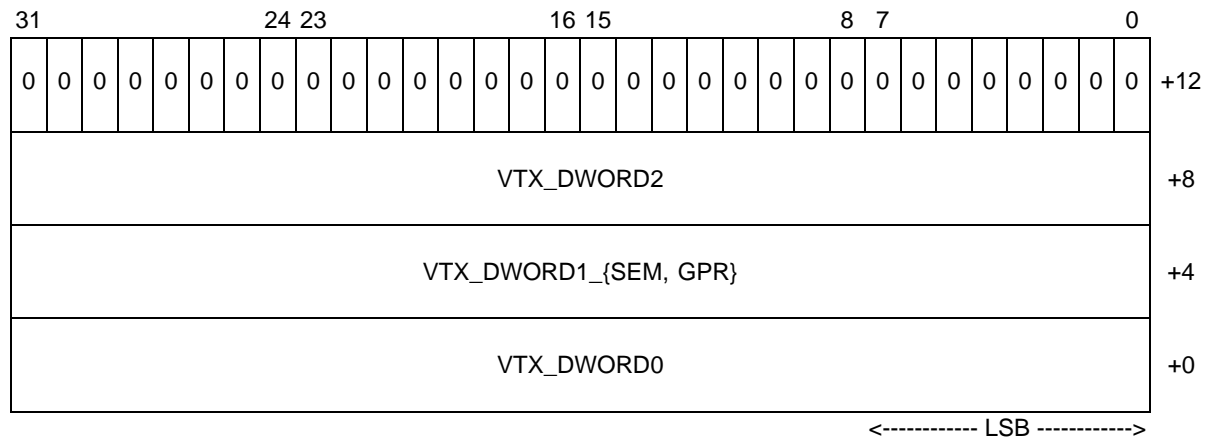 31 24 23 16 15 8 7 0
0 0 0 0 0 0 0 0 0 0 0 0 0 0 0 0 0 0 0 0 0 0 0 0 0 0 0 0 0 0 0 0 +12
VTX_DWORD2 +8
VTX_DWORD1_{SEM, GPR} +4
VTX_DWORD0 +0
<------------ LSB ------------>